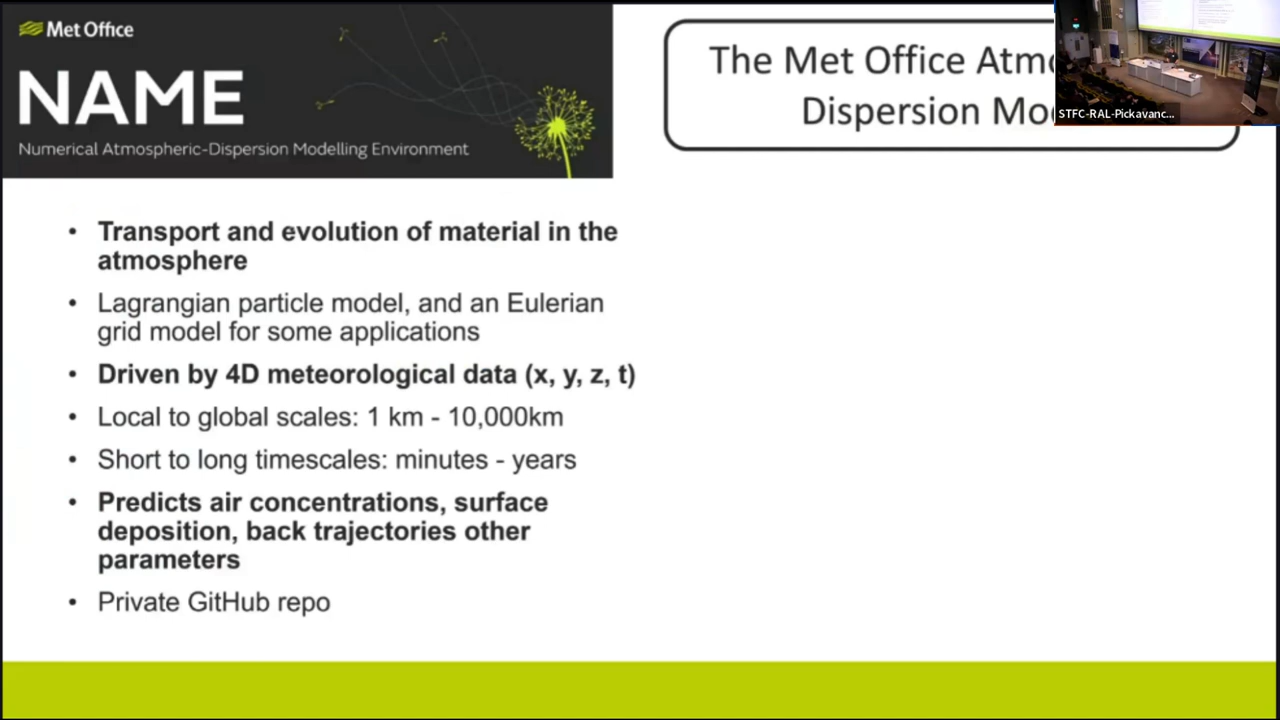 Met Office
NAME
Numerical Atmospheric-Dispersion Modelling Environment
The Met Office
Dispersion
STFC-RAL-Pickavanc...
• Transport and evolution of material in the
atmosphere
• Lagrangian particle model, and an Eulerian
grid model for some applications
• Driven by 4D meteorological data (x, y, z, t)
• Local to global scales: 1 km - 10,000km
• Short to long timescales: minutes - years
• Predicts air concentrations, surface
deposition, back trajectories other
parameters
• Private GitHub repo